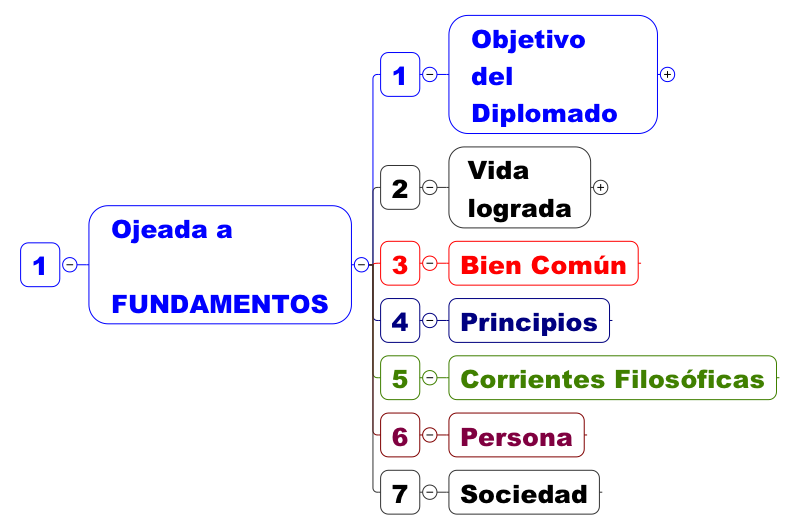 1
Ojeada a
FUNDAMENTOS
1
Objetivo
del
Diplomado
2
Vida
lograda
3
Bien Común
4
Principios
5
Corrientes Filosóficas
6
Persona
7
Sociedad